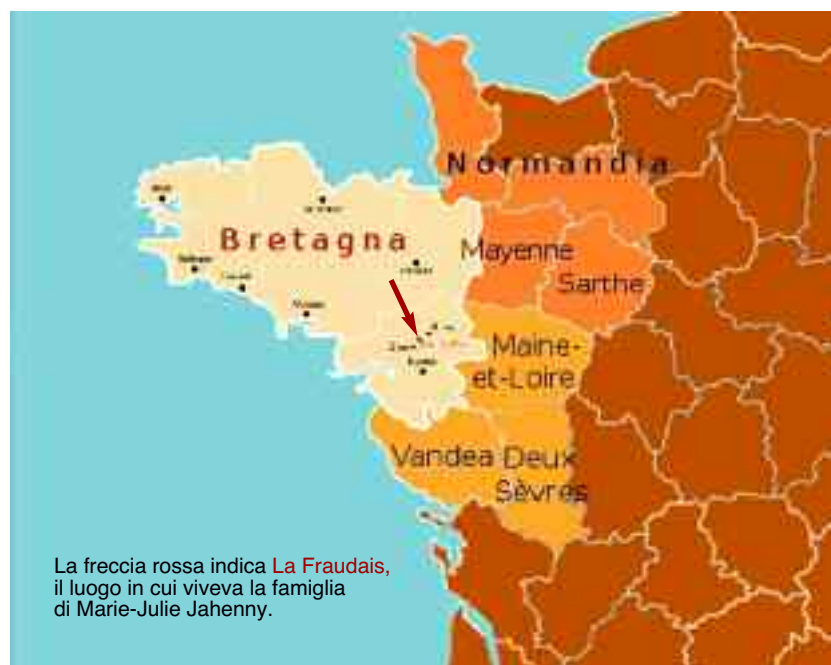 Normandia
Bretagna
Mayenne
Sarthe
Maine-
et-Loire
Vandea Deux
Sèvres
La freccia rossa indica La Fraudais,
il luogo in cui viveva la famiglia
di Marie-Julie Jahenny.